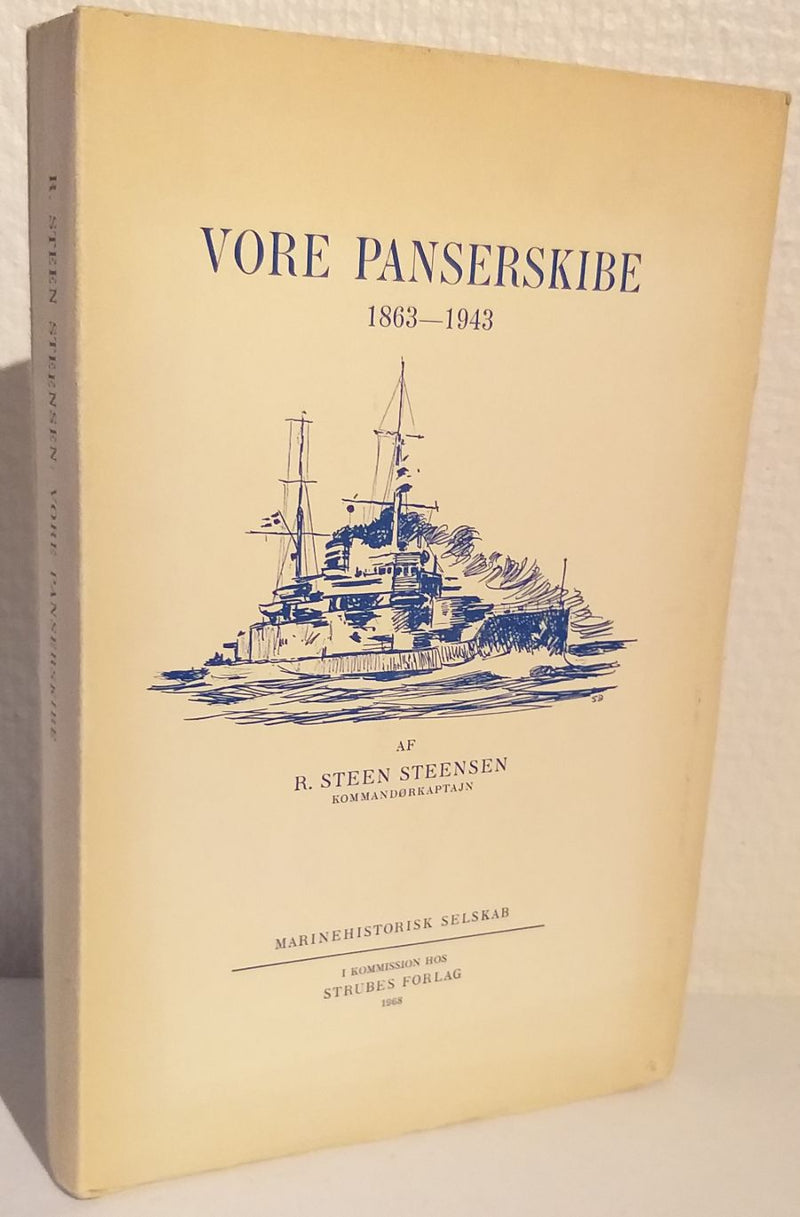 R. STEEN STEENSEN: VORE PANSERSKIBE
VORE PANSERSKIBE
1863—1943
SB
AF
R. STEEN STEENSEN
KOMMANDØRKAPTAJN
MARINEHISTORISK SELSKAB
I KOMMISSION HOS
STRUBES FORLAG
1968